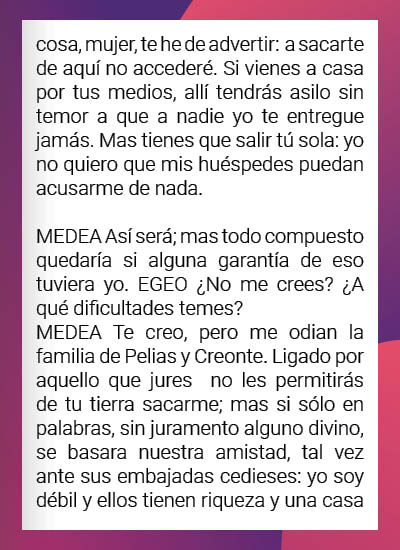 cosa, mujer, te he de advertir: a sacarte
de aquí no accederé. Si vienes a casa
por tus medios, allí tendrás asilo sin
temor a que a nadie yo te entregue
jamás. Mas tienes que salir tú sola: yo
no quiero que mis huéspedes puedan
acusarme de nada.

MEDEA Así será; mas todo compuesto
quedaría si alguna garantía de eso
tuviera yo. EGEO ¿No me crees? ¿A
qué dificultades temes?
MEDEA Te creo, pero me odian la
familia de Pelias y Creonte. Ligado por
aquello que jures  no les permitirás
de tu tierra sacarme; mas si sólo en
palabras, sin juramento alguno divino,
se basara nuestra amistad, tal vez
ante sus embajadas cedieses: yo soy
débil y ellos tienen riqueza y una casa